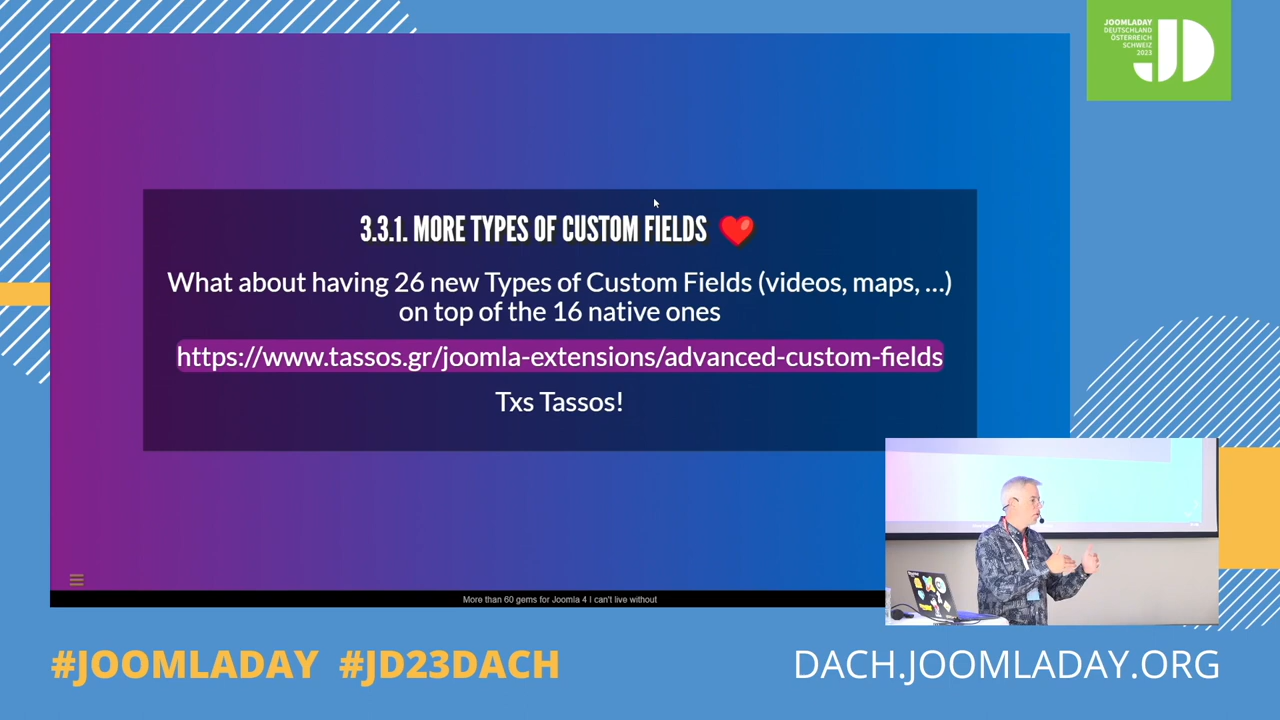 JOOMLADAY
DEUTSCHLAND
ÖSTERREICH
SCHWEIZ
2023
JD
3.3.1. MORE TYPES OF CUSTOM FIELDS
What about having 26 new Types of Custom Fields (videos, maps, ...)
on top of the 16 native ones
https://www.tassos.gr/joomla-extensions/advanced-custom-fields
Txs Tassos!
More than 60 gems for Joomla 4 I can't live without
#JOOMLADAY #JD23DACH
DACH.JOOMLADAY.ORG